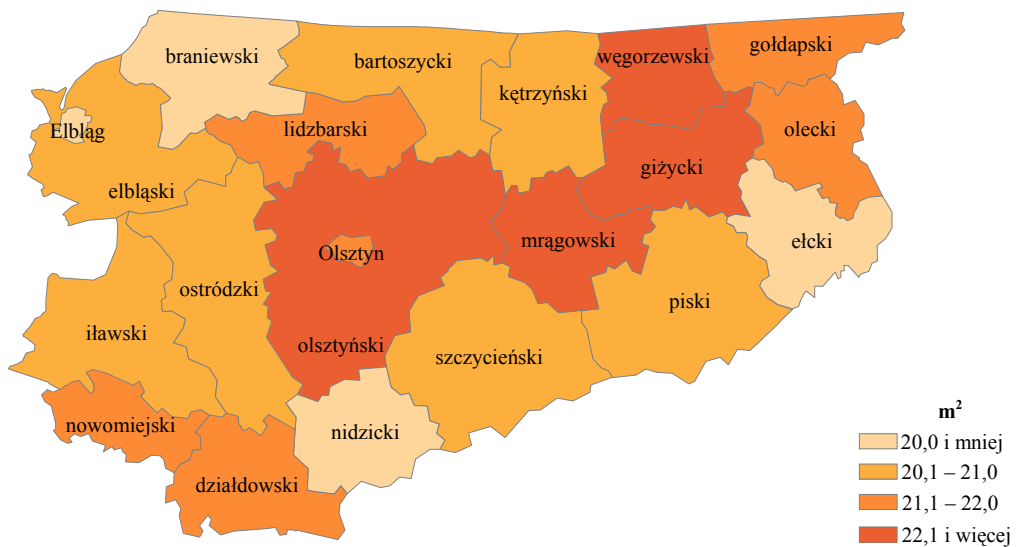 braniewski
bartoszycki
kętrzyński
węgorzewski
gołdapski
Elbląg
lidzbarski
olecki
elbląski
giżycki
Olsztyn
mrągowski
ełcki
ostródzki
piski
iławski
olsztyński
szczycieński
nowomiejski
nidzicki
działdowski
m²
20,0 i mniej
20,1 – 21,0
21,1 – 22,0
22,1 i więcej